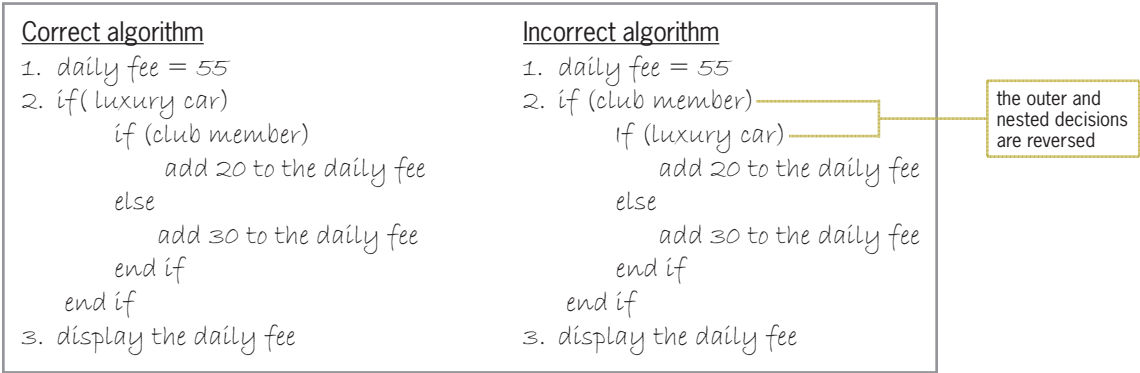 Correct algorithm
1. daily fee = 55
2. if( luxury car)
if (club member)
add 20 to the daily fee
else
add 30 to the daily fee
end if
end if
3. display the daily fee
Incorrect algorithm
1. daily fee = 55
2. if (club member)
If (luxury car)
add 20 to the daily fee
else
add 30 to the daily fee
end if
end if
3. display the daily fee
the outer and
nested decisions
are reversed